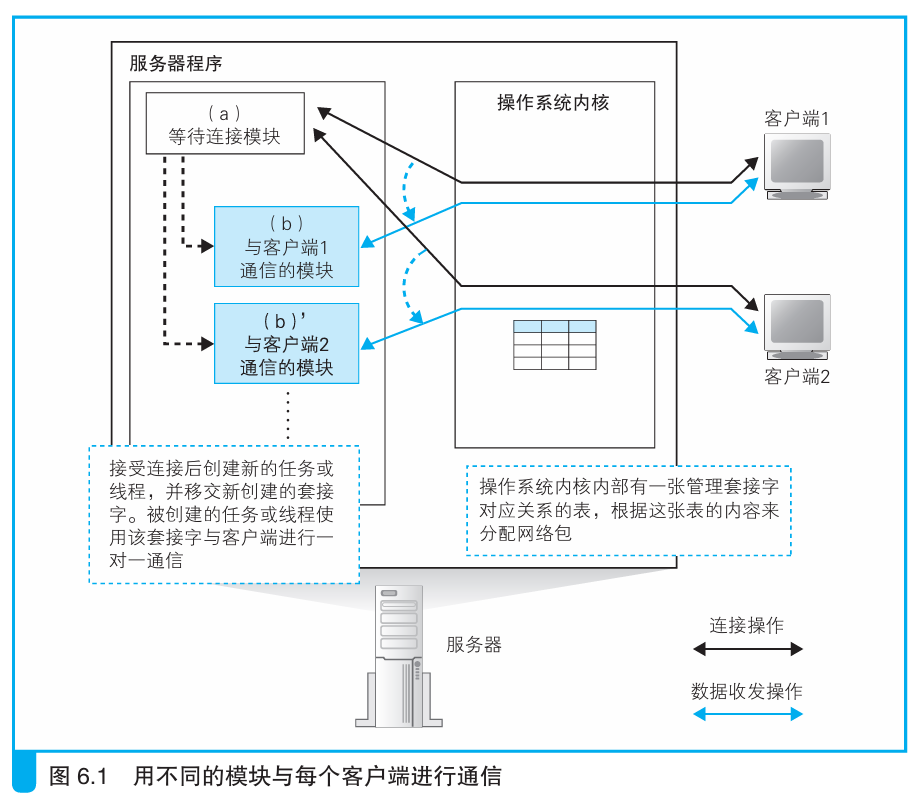 服务器程序
（a）
等待连接模块
操作系统内核
客户端1
（b）
与客户端1
通信的模块
（b）’
与客户端2
通信的模块
客户端2
接受连接后创建新的任务或
线程，并移交新创建的套接
字。被创建的任务或线程使
用该套接字与客户端进行一
对一通信
操作系统内核内部有一张管理套接字
对应关系的表，根据这张表的内容来
分配网络包
服务器
连接操作
数据收发操作
图 6.1 用不同的模块与每个客户端进行通信